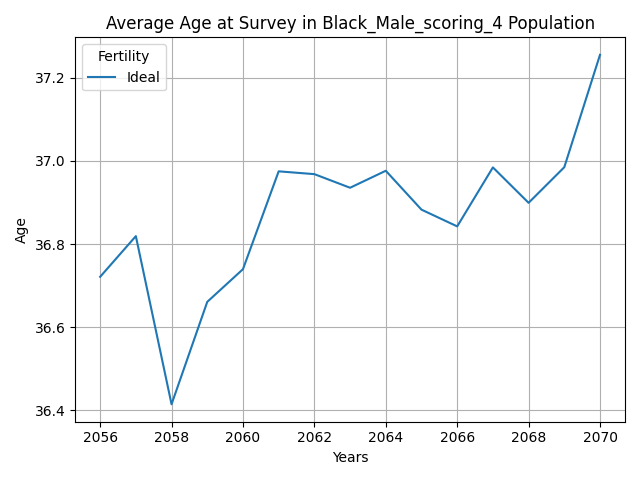 Average Age at Survey in Black_Male_scoring_4 Population
Fertility
Ideal
37.2
37.0
36.8
36.6
36.4
Age
2056 2058 2060 2062 2064 2066 2068 2070
Years